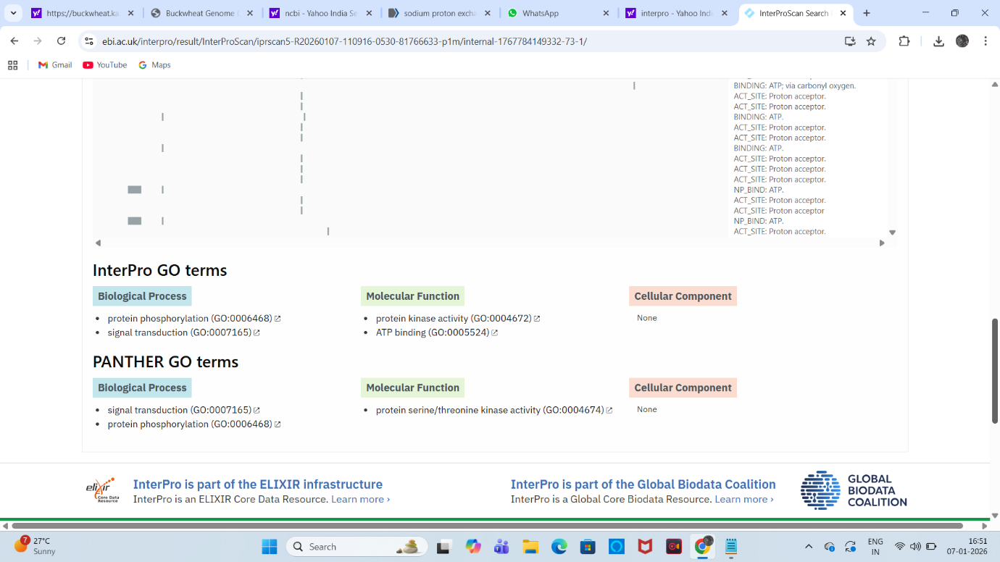 https://buckwheat.ka
Buckwheat Genome
ncbi - Yahoo India Se
sodium proton excha
WhatsApp
interpro - Yahoo Indi
InterProScan Search
ebi.ac.uk/interpro/result/InterProScan/iprscan5-R20260107-110916-0530-81766633-p1m/internal-1767784149332-73-1/
Gmail
YouTube
Maps
BINDING: ATP; via carbonyl oxygen.
ACT_SITE: Proton acceptor.
ACT_SITE: Proton acceptor.
BINDING: ATP.
ACT_SITE: Proton acceptor.
ACT_SITE: Proton acceptor.
BINDING: ATP.
ACT_SITE: Proton acceptor.
ACT_SITE: Proton acceptor.
ACT_SITE: Proton acceptor.
NP_BIND: ATP.
ACT_SITE: Proton acceptor.
ACT_SITE: Proton acceptor
NP_BIND: ATP.
ACT_SITE: Proton acceptor.
InterPro GO terms
Biological Process
protein phosphorylation (GO:0006468)
signal transduction (GO:0007165)
Molecular Function
protein kinase activity (GO:0004672)
ATP binding (GO:0005524)
Cellular Component
None
PANTHER GO terms
Biological Process
signal transduction (GO:0007165)
protein phosphorylation (GO:0006468)
Molecular Function
protein serine/threonine kinase activity (GO:0004674)
Cellular Component
None
elixir
Core Data
Resource
InterPro is part of the ELIXIR infrastructure
InterPro is an ELIXIR Core Data Resource. Learn more ›
InterPro is part of the Global Biodata Coalition
InterPro is a Global Core Biodata Resource. Learn more ›
GLOBAL
BIODATA
COALITION
7
27°C
Sunny
Search
ENG
IN
16:51
07-01-2026